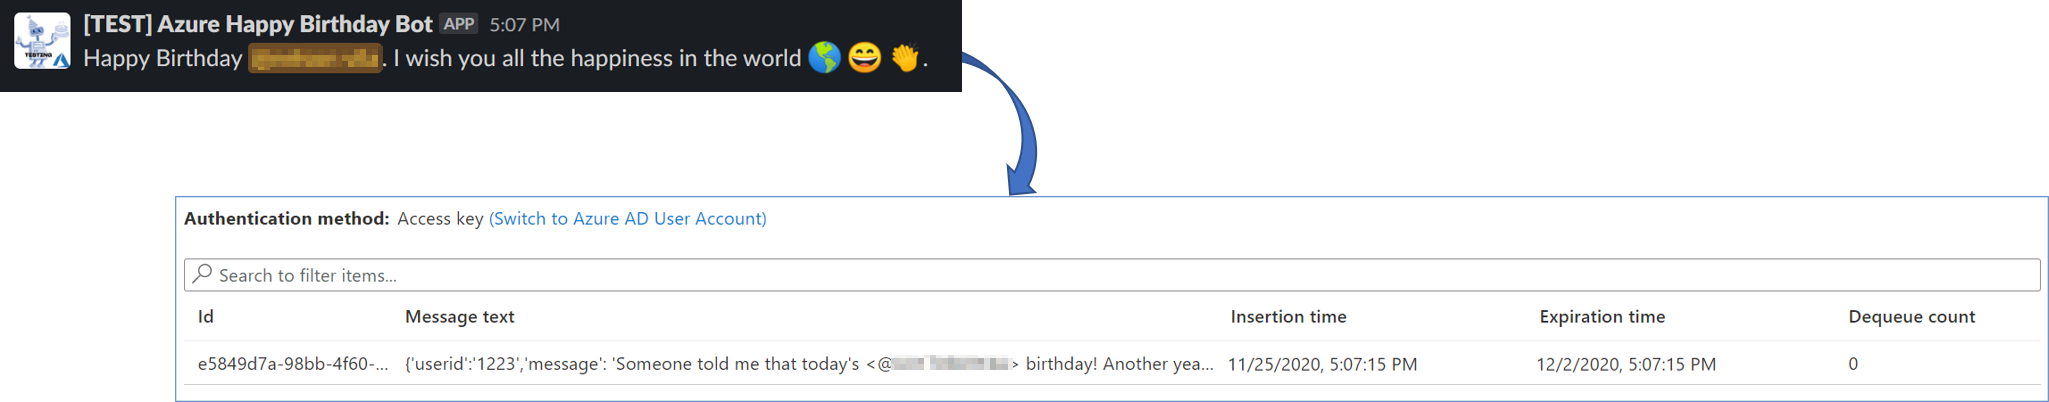 [TEST] Azure Happy Birthday Bot APP 5:07 PM
TESTING
Happy Birthday . I wish you all the happiness in the world 🌎 😄 👏.
Authentication method: Access key (Switch to Azure AD User Account)
Search to filter items...
Id Message text Insertion time Expiration time Dequeue count
e5849d7a-98bb-4f60-... {'userid':'1223','message': 'Someone told me that today's <@ > birthday! Another yea... 11/25/2020, 5:07:15 PM 12/2/2020, 5:07:15 PM 0